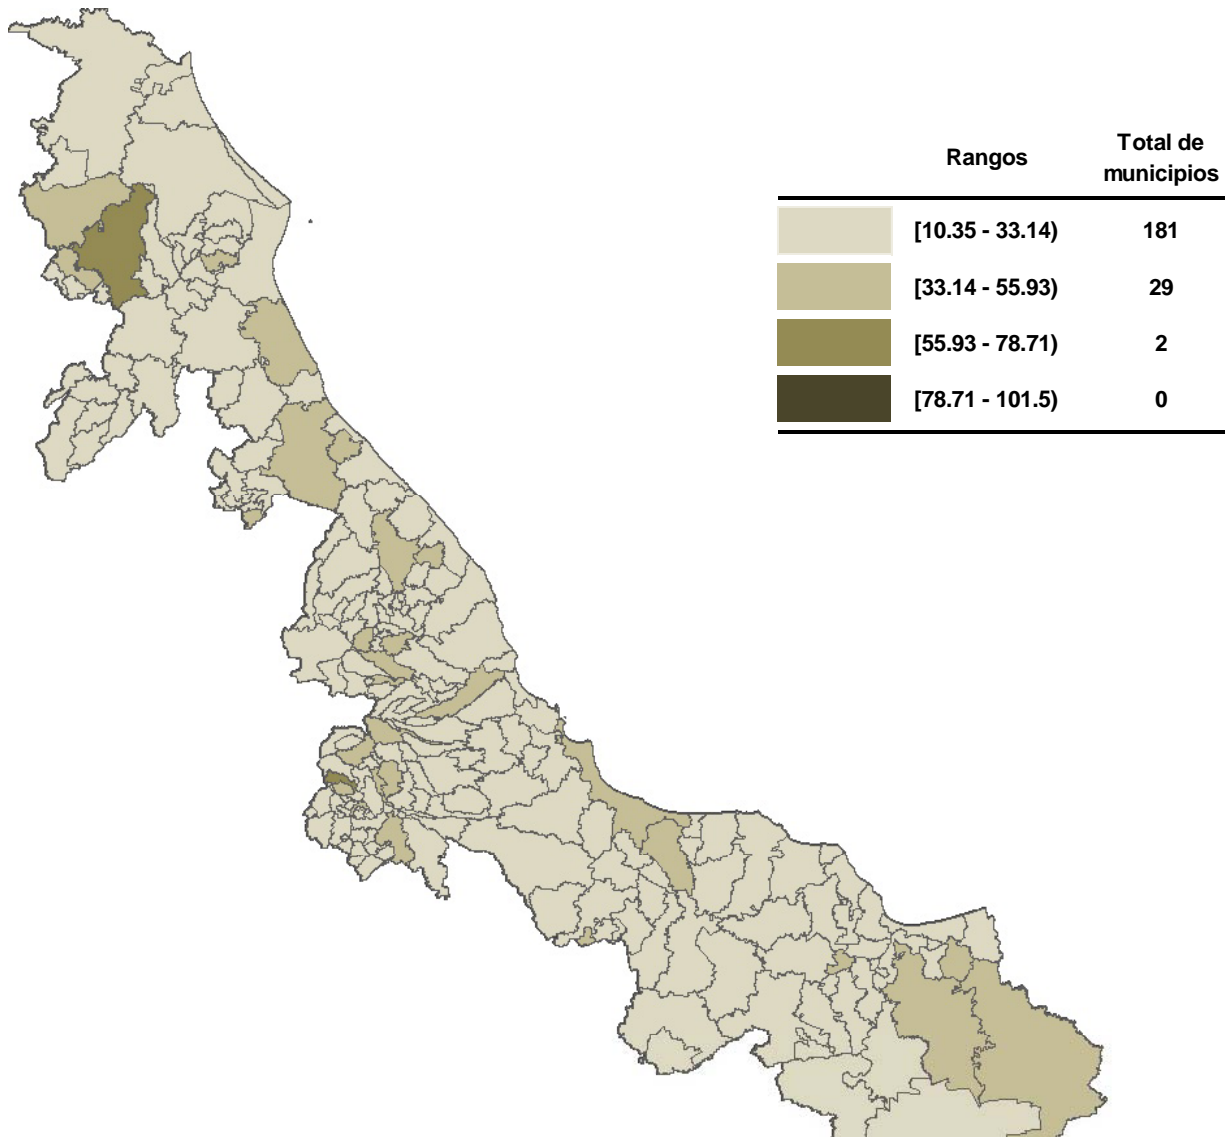 Rangos
Total de
municipios
[10.35 - 33.14) 181
[33.14 - 55.93) 29
[55.93 - 78.71) 2
[78.71 - 101.5) 0